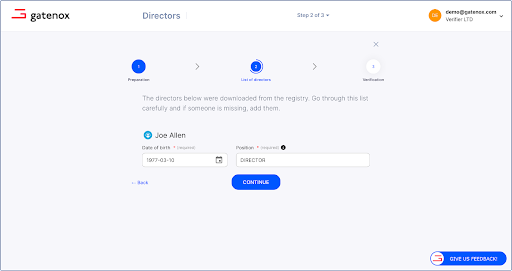 gatenox
Directors
Step 2 of 3
De
demo@gatenox.com
Verifier LTD
1
2
3
Preparation
List of directors
Verification
The directors below were downloaded from the registry. Go through this list
carefully and if someone is missing, add them.
Joe Allen
Date of birth * (required)
Position * (required)
1977-03-10
DIRECTOR
← Back
CONTINUE
GIVE US FEEDBACK!